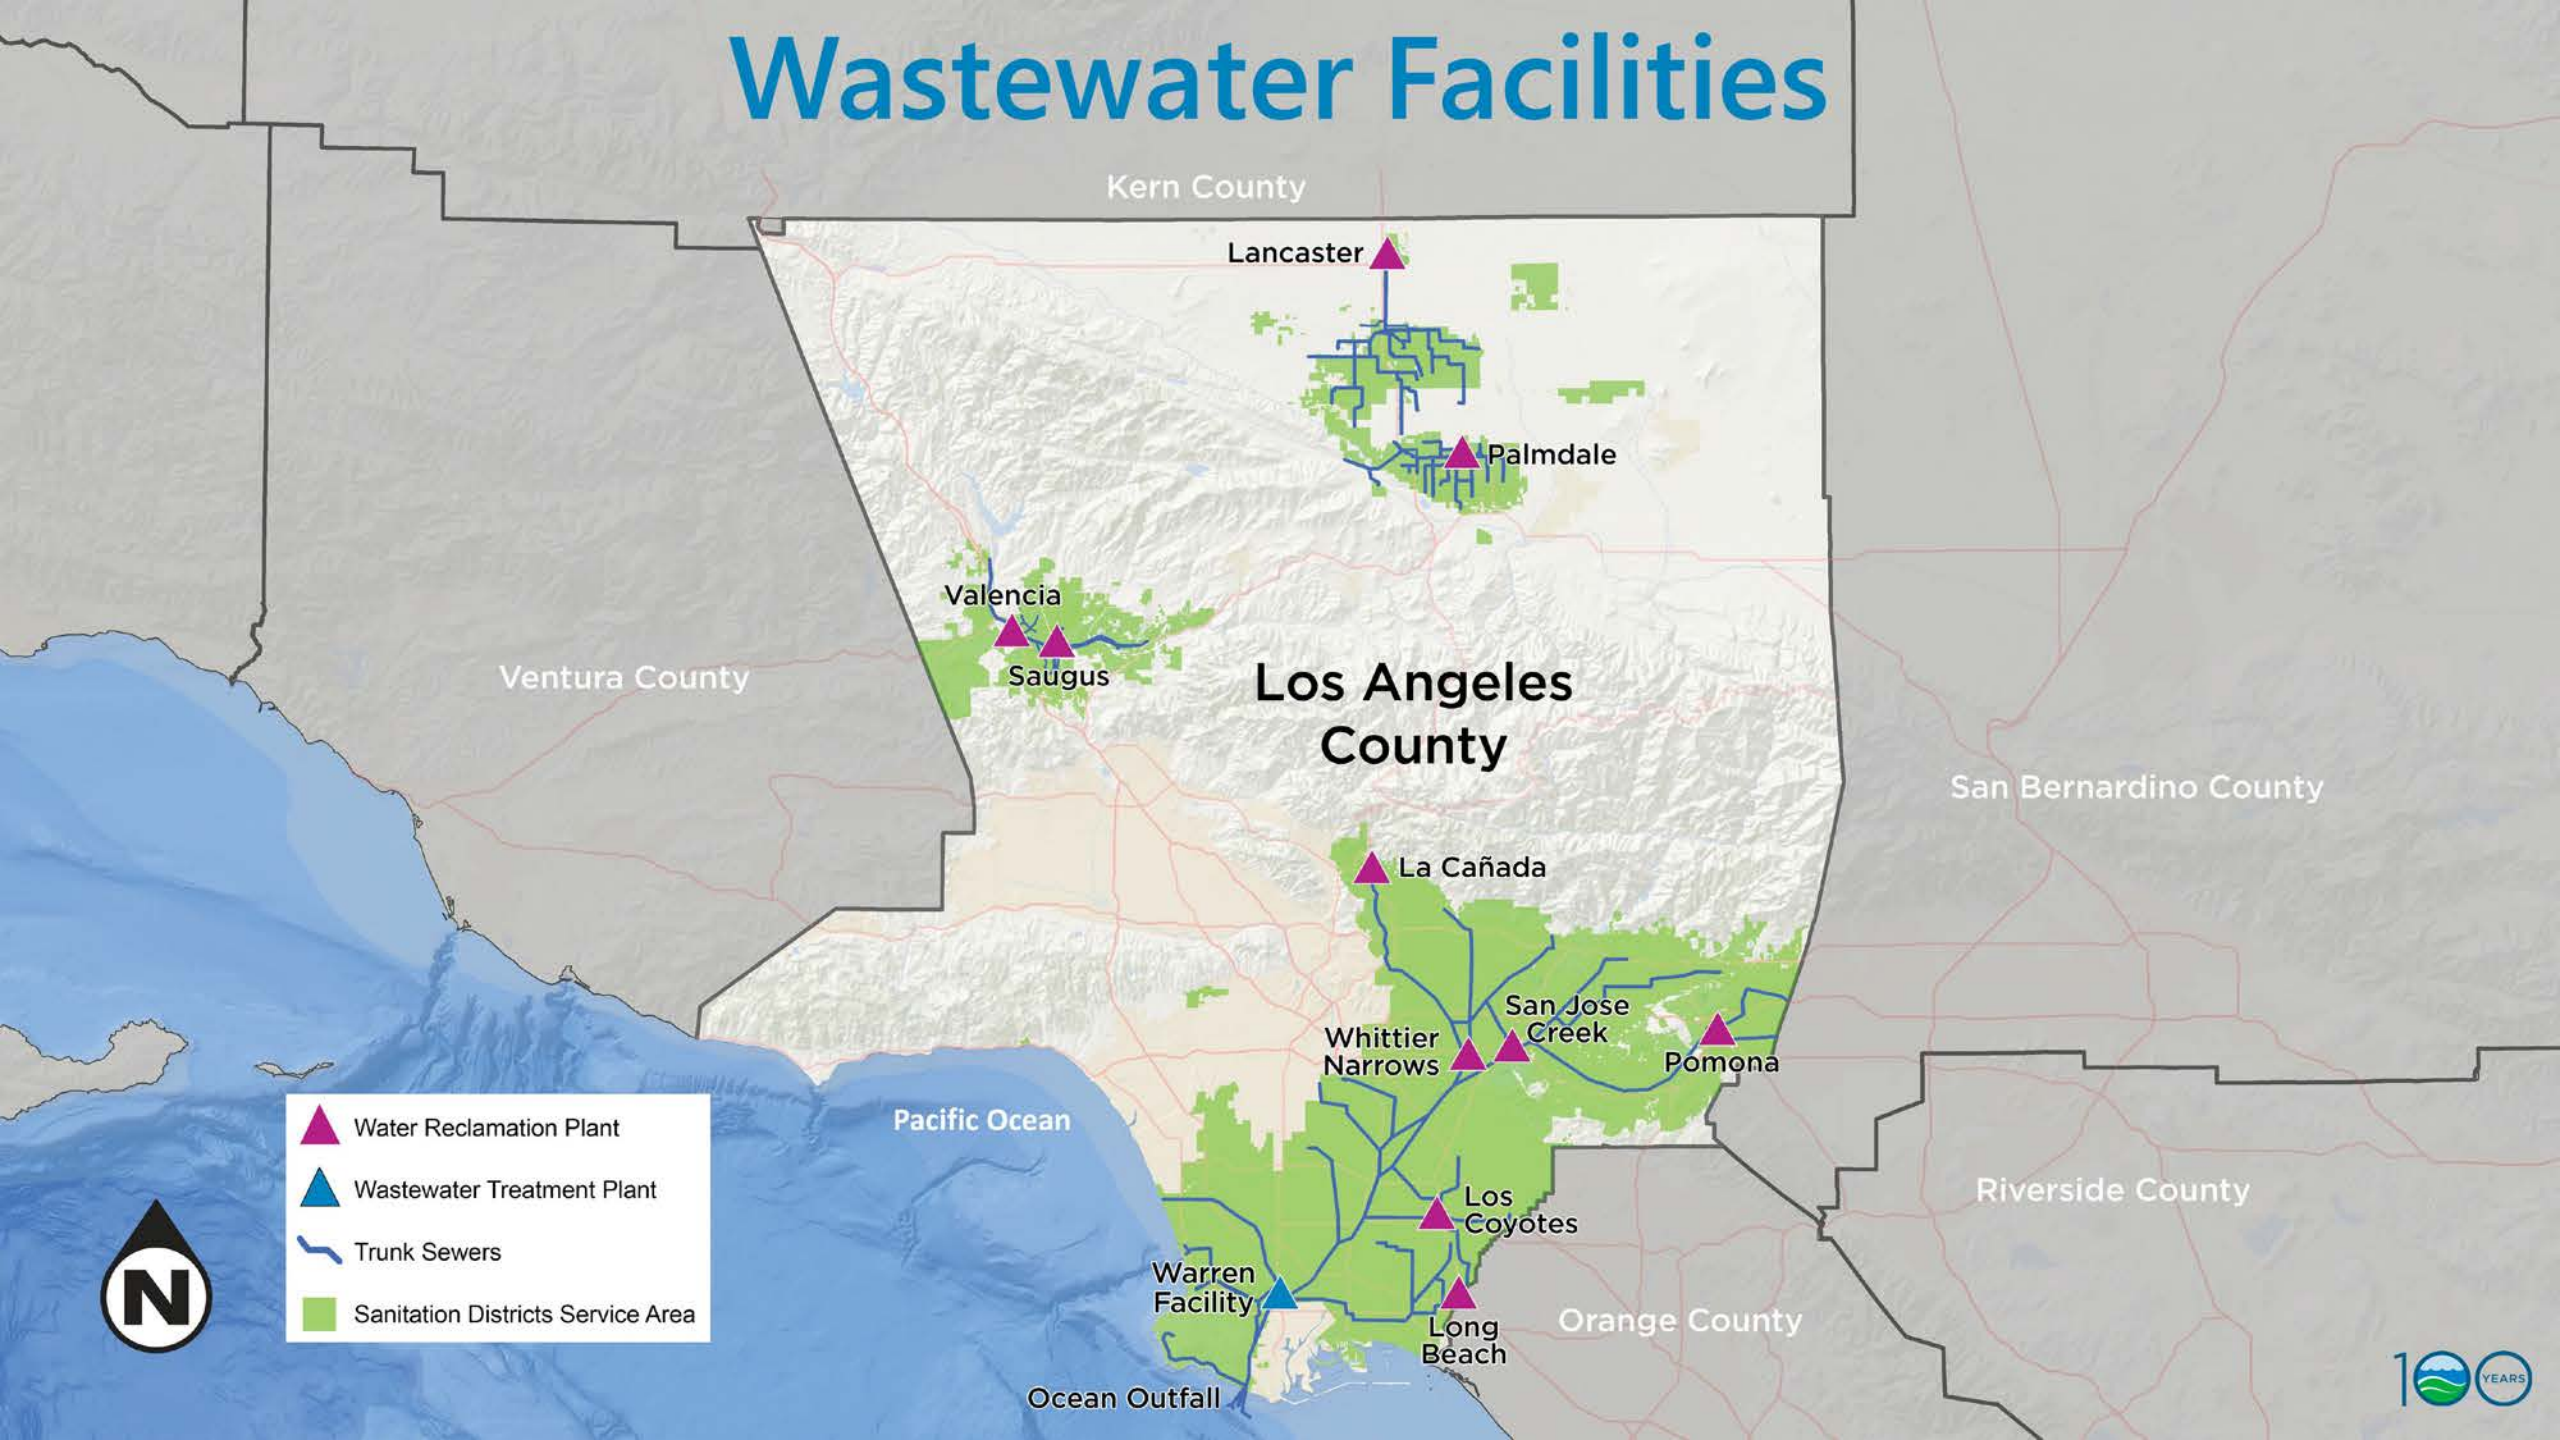 Wastewater Facilities
Kern County
Lancaster
Palmdale
Valencia
Saugus
Ventura County
Los Angeles
County
San Bernardino County
La Cañada
San Jose
Creek
Whittier
Narrows
Pomona
Pacific Ocean
Water Reclamation Plant
Wastewater Treatment Plant
Trunk Sewers
Sanitation Districts Service Area
N
Los
Coyotes
Riverside County
Warren
Facility
Long
Beach
Orange County
Ocean Outfall
100 YEARS